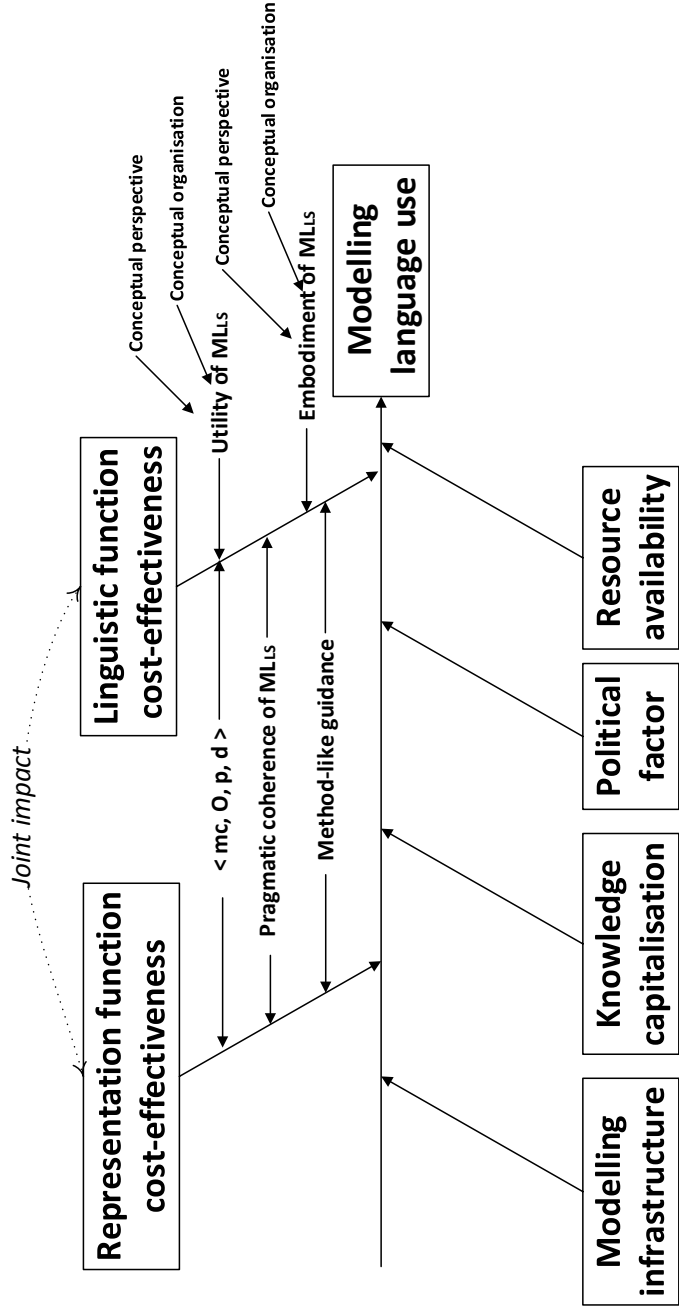 Joint impact
Representation function
cost-effectiveness
Linguistic function
cost-effectiveness
Conceptual perspective
Conceptual organisation
Utility of MLLs
Conceptual perspective
Conceptual organisation
Embodiment of MLLs
< mc, O, p, d >
Pragmatic coherence of MLLs
Method-like guidance
Modelling
language use
Modelling
infrastructure
Knowledge
capitalisation
Political
factor
Resource
availability